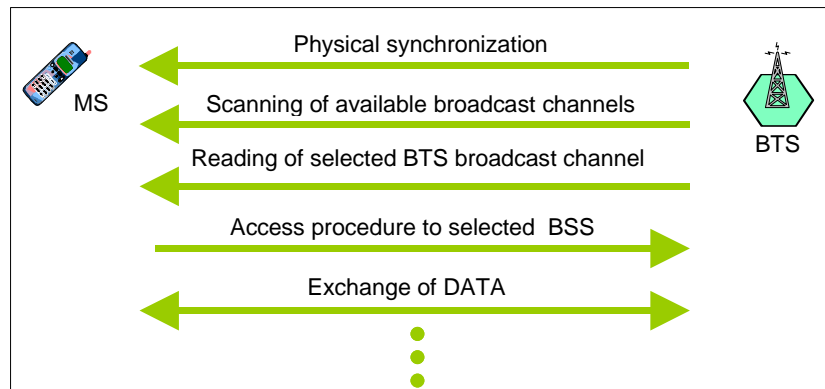 Physical synchronization
MS
Scanning of available broadcast channels
BTS
Reading of selected BTS broadcast channel
Access procedure to selected BSS
Exchange of DATA